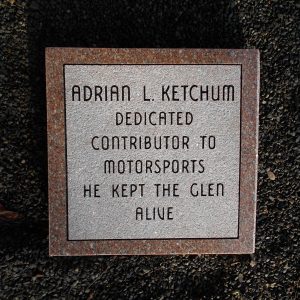 ADRIAN L. KETCHUM
DEDICATED
CONTRIBUTOR TO
MOTORSPORTS
HE KEPT THE GLEN
ALIVE